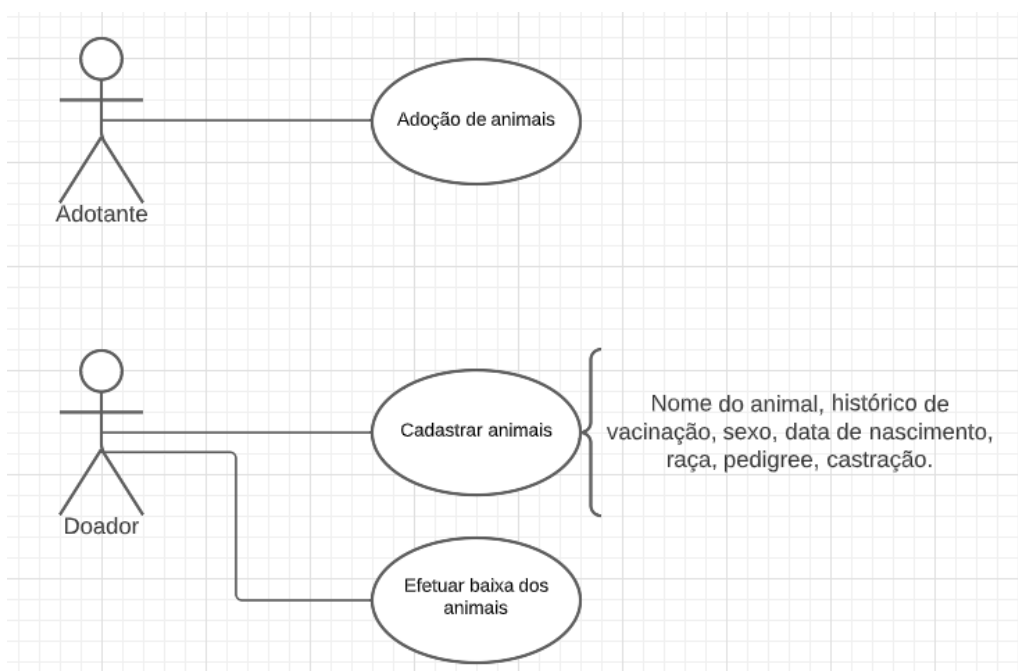 Adoção de animais
Adotante
Cadastrar animais
Nome do animal, histórico de
vacinação, sexo, data de nascimento,
raça, pedigree, castração.
Doador
Efetuar baixa dos
animais